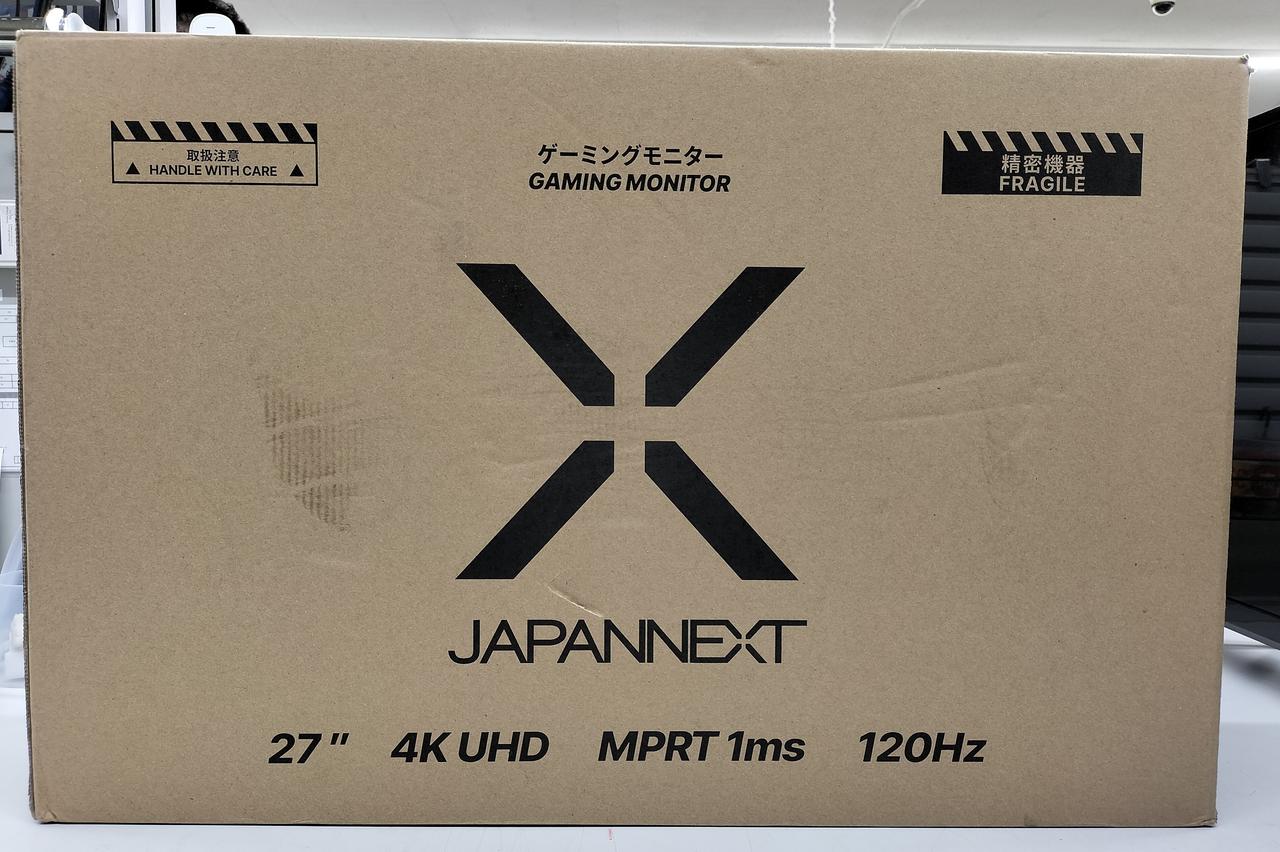 取扱注意
HANDLE WITH CARE
ゲーミングモニター
GAMING MONITOR
精密機器
FRAGILE
JAPANNEXT
27" 4K UHD MPRT 1ms 120Hz